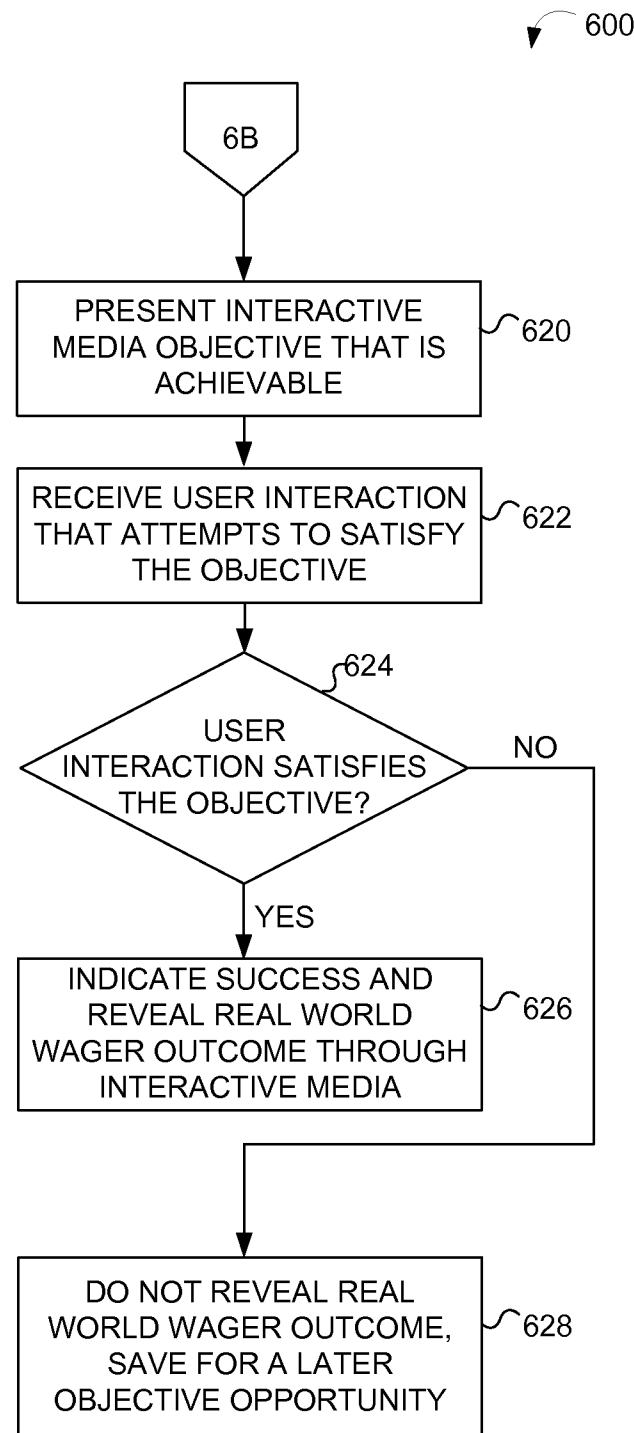 600
6B
PRESENT INTERACTIVE
MEDIA OBJECTIVE THAT IS
ACHIEVABLE
620
RECEIVE USER INTERACTION
THAT ATTEMPTS TO SATISFY
THE OBJECTIVE
622
624
USER
INTERACTION SATISFIES
THE OBJECTIVE?
NO
YES
INDICATE SUCCESS AND
REVEAL REAL WORLD
WAGER OUTCOME THROUGH
INTERACTIVE MEDIA
626
DO NOT REVEAL REAL
WORLD WAGER OUTCOME,
SAVE FOR A LATER
OBJECTIVE OPPORTUNITY
628